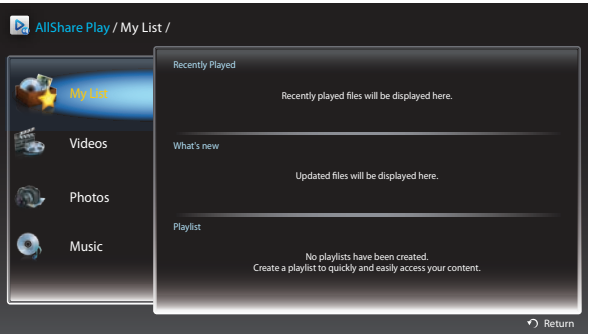 AllShare Play / My List /
My List
Videos
Photos
Music
Recently Played
Recently played files will be displayed here.
What's new
Updated files will be displayed here.
Playlist
No playlists have been created.
Create a playlist to quickly and easily access your content.
Return